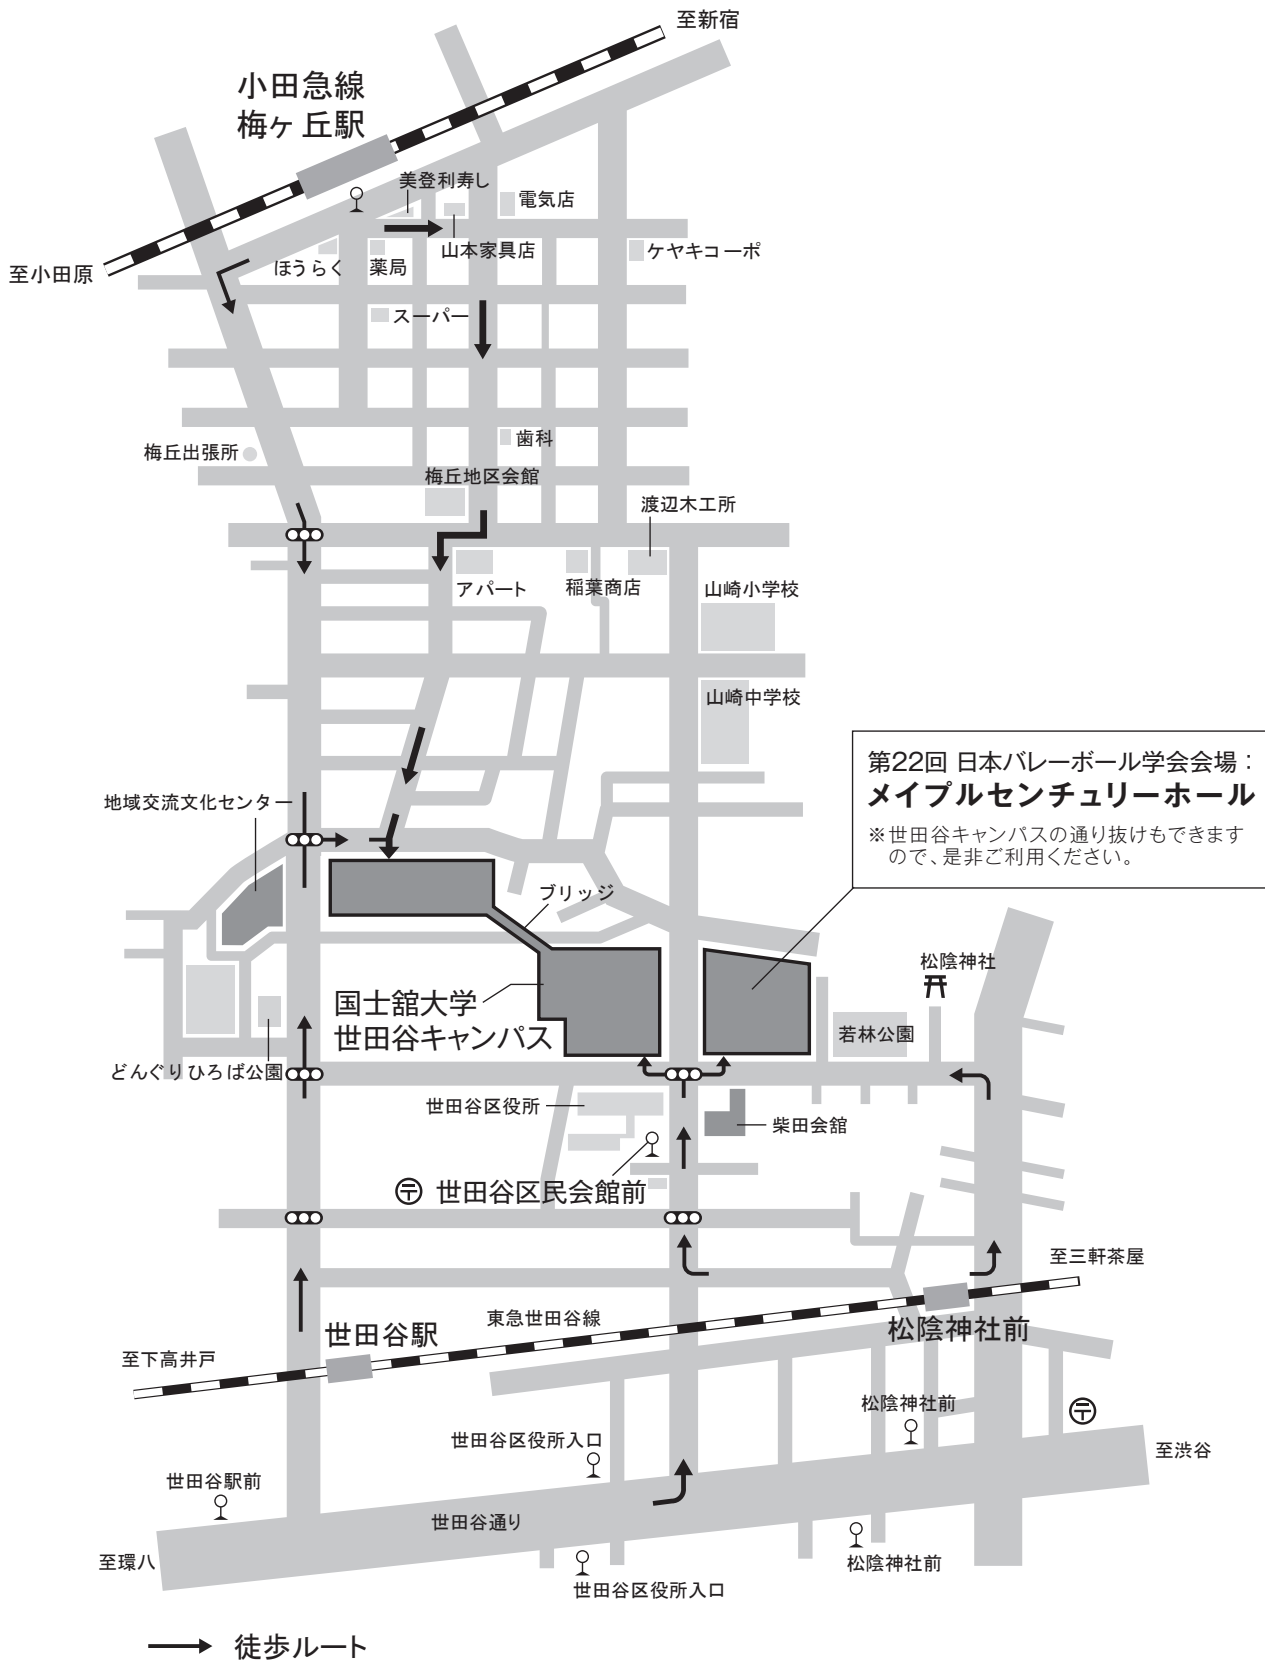 至新宿
小田急線
梅ヶ丘駅
美登利寿し
電気店
山本家具店
ケヤキコーポ
ほうらく
薬局
至小田原
スーパー
歯科
梅丘出張所
梅丘地区会館
渡辺木工所
アパート
稲葉商店
山崎小学校
山崎中学校
第22回 日本バレーボール学会会場：
メイプルセンチュリーホール
※世田谷キャンパスの通り抜けもできます
ので、是非ご利用ください。
地域交流文化センター
ブリッジ
松陰神社
国士舘大学
世田谷キャンパス
若林公園
どんぐりひろば公園
世田谷区役所
柴田会舘
〒 世田谷区民会館前
至三軒茶屋
東急世田谷線
世田谷駅
松陰神社前
至下高井戸
松陰神社前
〒
世田谷区役所入口
至渋谷
世田谷駅前
世田谷通り
至環八
松陰神社前
世田谷区役所入口
徒歩ルート